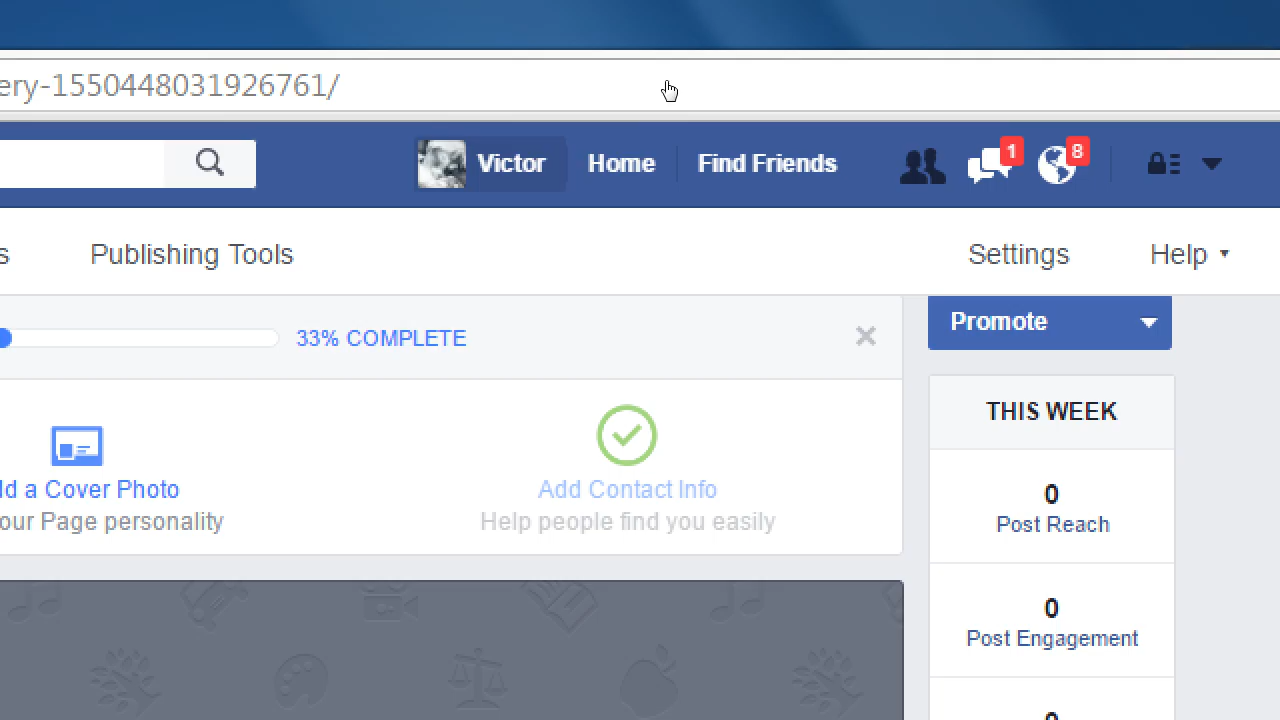 ery-1550448031926761/
Victor Home Find Friends 1 8
Publishing Tools Settings Help
33% COMPLETE
Promote
THIS WEEK
a Cover Photo
Add Contact Info
0
Post Reach
our Page personality
Help people find you easily
0
Post Engagement